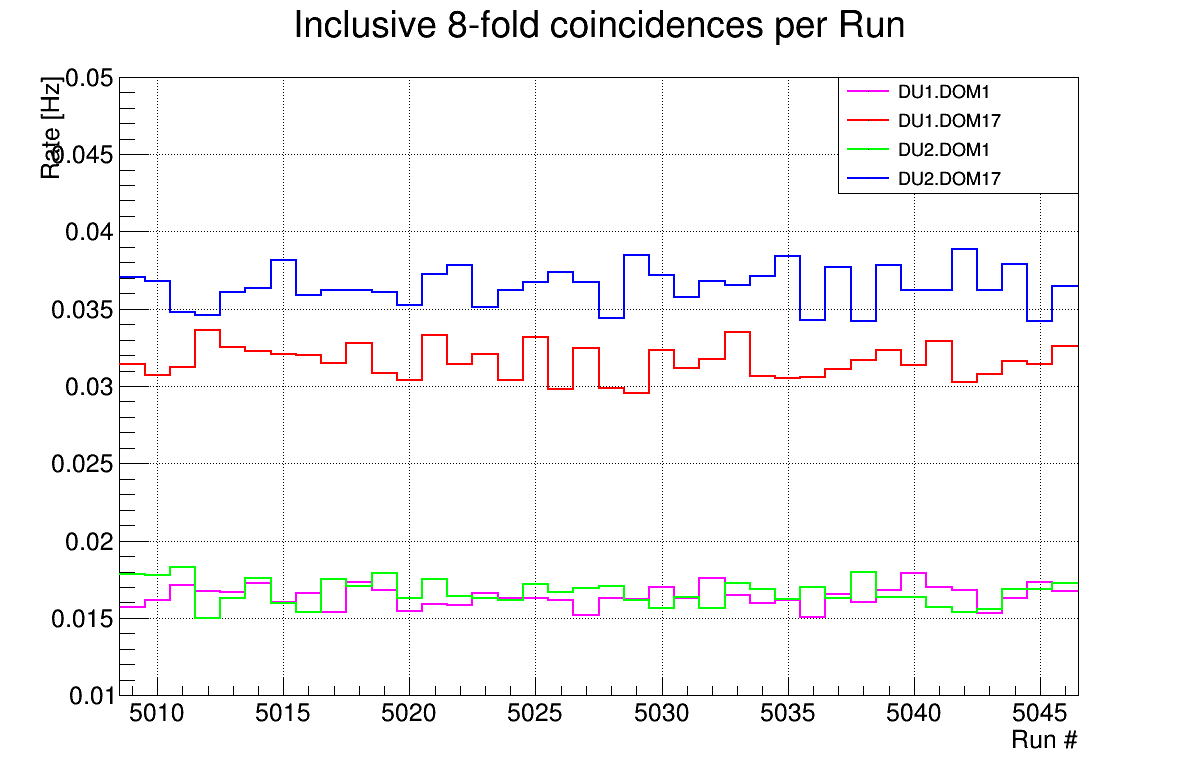 Inclusive 8-fold coincidences per Run
Rate [Hz]
0.05
0.045
0.04
0.035
0.03
0.025
0.02
0.015
0.01
DU1.DOM1
DU1.DOM17
DU2.DOM1
DU2.DOM17
5010 5015 5020 5025 5030 5035 5040 5045
Run #